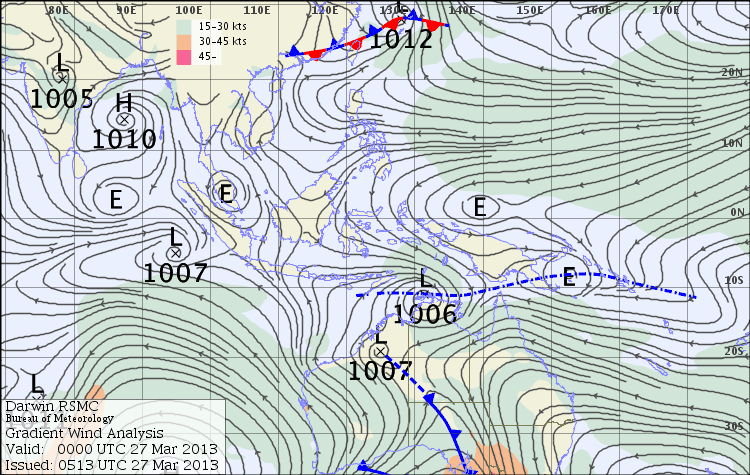 80E 90E 100E 110E 120E 130E 140E 150E 160E 170E
15-30 kts
30-45 kts
45-
1012
L
1005
H
1010
20N
10N
E
E
E
0N
L
1007
L
1006
E
10S
L
1007
20S
L
30S
Darwin RSMC
Bureau of Meteorology
Gradient Wind Analysis
Valid: 0000 UTC 27 Mar 2013
Issued: 0513 UTC 27 Mar 2013